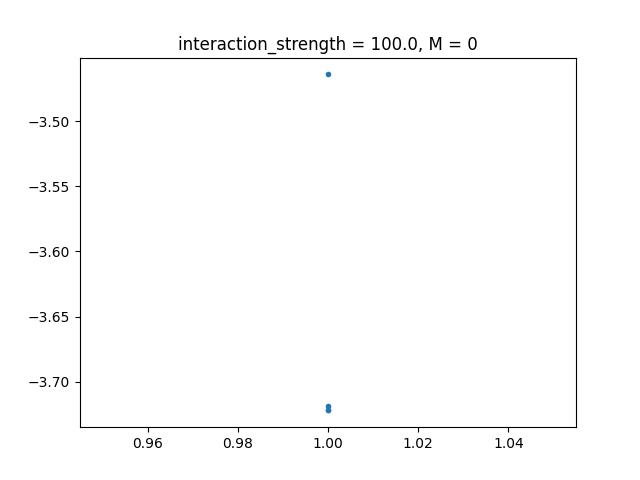 interaction_strength = 100.0, M = 0
−3.50
−3.55
−3.60
−3.65
−3.70
0.96 0.98 1.00 1.02 1.04